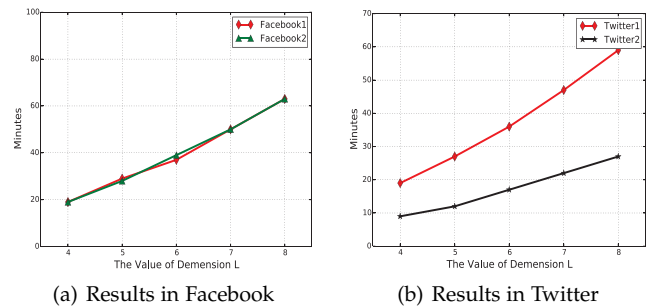 100
80
60
40
20
0
Minutes
4 5 6 7 8
The Value of Demension L
Facebook1
Facebook2
(a) Results in Facebook
70
60
50
40
30
20
10
0
Minutes
4 5 6 7 8
The Value of Demension L
Twitter1
Twitter2
(b) Results in Twitter